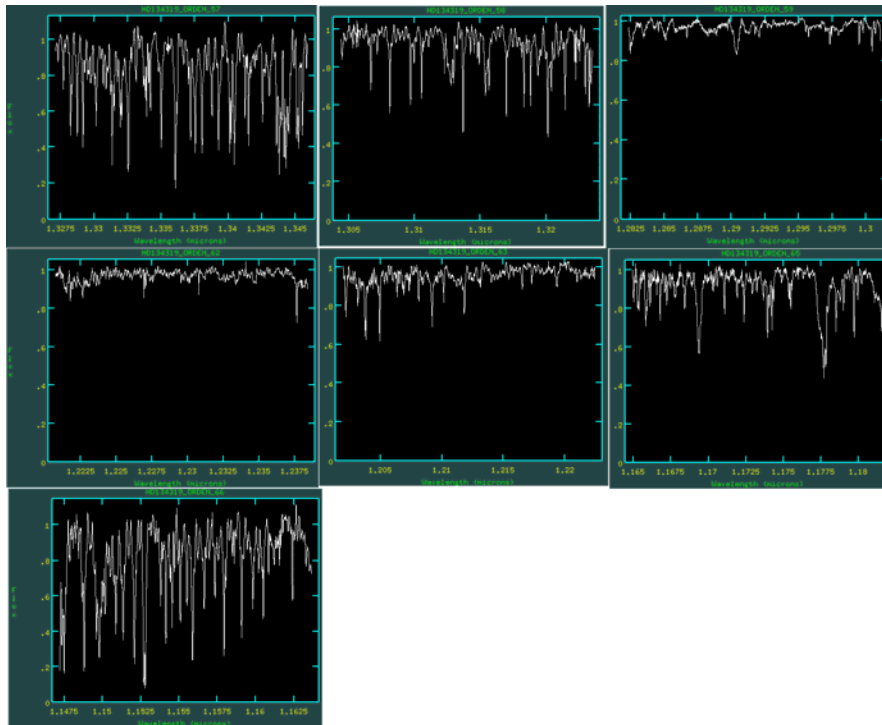 HD134319_ORDEN_57
1
.8
.6
.4
.2
0
1.3275 1.33 1.3325 1.335 1.3375 1.34 1.3425 1.345
Wavelength (microns)
HD134319_ORDEN_58
1
.8
.6
.4
.2
0
1.305 1.31 1.315 1.32
Wavelength (microns)
HD134319_ORDEN_59
1
.8
.6
.4
.2
0
1.2825 1.285 1.2875 1.29 1.2925 1.295 1.2975 1.3
Wavelength (microns)
HD134319_ORDEN_62
1
.8
.6
.4
.2
0
1.2225 1.225 1.2275 1.23 1.2325 1.235 1.2375
Wavelength (microns)
HD134319_ORDEN_63
1
.8
.6
.4
.2
0
1.205 1.21 1.215 1.22
Wavelength (microns)
HD134319_ORDEN_65
1
.8
.6
.4
.2
0
1.165 1.1675 1.17 1.1725 1.175 1.1775 1.18
Wavelength (microns)
HD134319_ORDEN_66
1
.8
.6
.4
.2
0
1.1475 1.15 1.1525 1.155 1.1575 1.16 1.1625
Wavelength (microns)